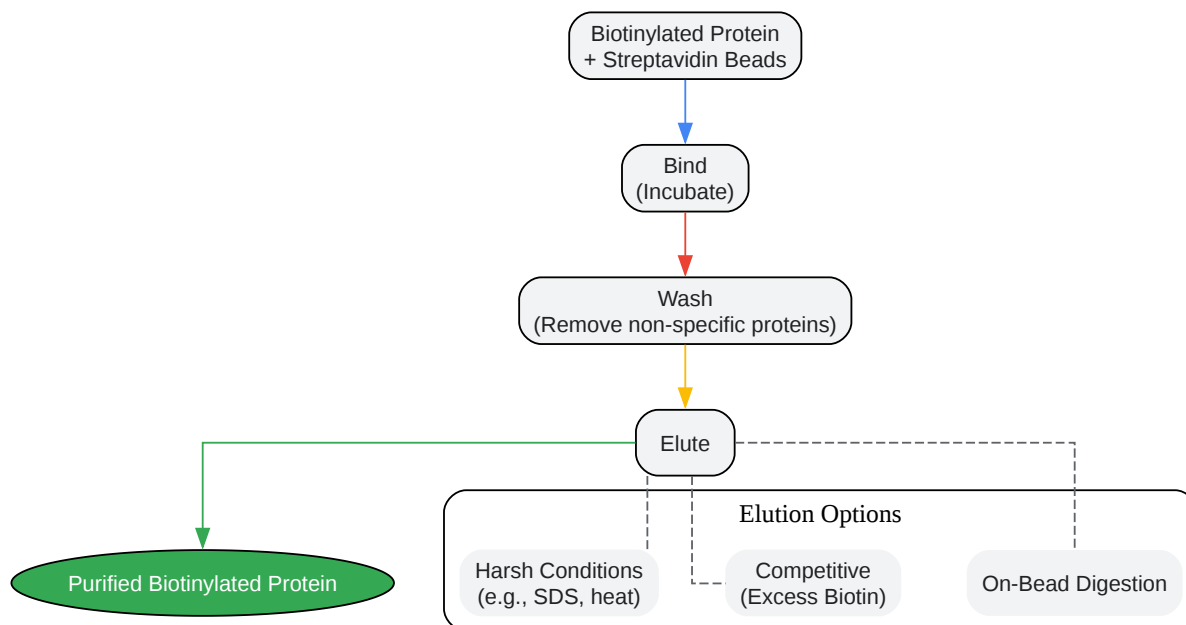 Biotinylated Protein
+ Streptavidin Beads
Bind
(Incubate)
Wash
(Remove non-specific proteins)
Elute
Elution Options
Purified Biotinylated Protein
Harsh Conditions
(e.g., SDS, heat)
Competitive
(Excess Biotin)
On-Bead Digestion